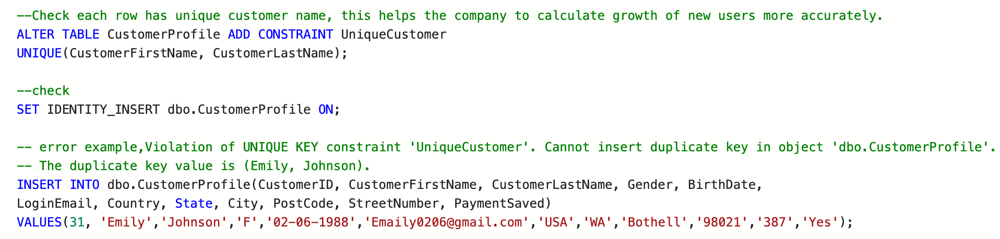 --Check each row has unique customer name, this helps the company to calculate growth of new users more accurately.
ALTER TABLE CustomerProfile ADD CONSTRAINT UniqueCustomer
UNIQUE(CustomerFirstName, CustomerLastName);
--check
SET IDENTITY_INSERT dbo.CustomerProfile ON;
-- error example,Violation of UNIQUE KEY constraint 'UniqueCustomer'. Cannot insert duplicate key in object 'dbo.CustomerProfile'.
-- The duplicate key value is (Emily, Johnson).
INSERT INTO dbo.CustomerProfile(CustomerID, CustomerFirstName, CustomerLastName, Gender, BirthDate,
LoginEmail, Country, State, City, PostCode, StreetNumber, PaymentSaved)
VALUES(31, 'Emily','Johnson','F','02-06-1988','Emaily0206@gmail.com','USA','WA','Bothell','98021','387','Yes');